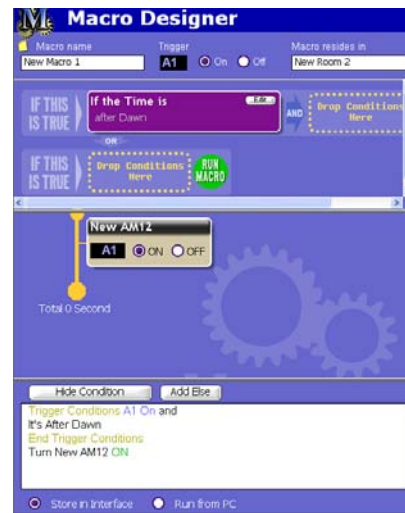 Macro Designer
Macro name Trigger Macro resides in
New Macro 1 A1 On Off New Room 2
IF THIS IS TRUE
If the Time is Edit
after Dawn
AND
Drop Conditions Here
OR
IF THIS IS TRUE
Drop Conditions Here
RUN MACRO
New AM12
A1 ON OFF
Total 0 Second
Hide Condition Add Else
Trigger Conditions A1 On and
It's After Dawn
End Trigger Conditions
Turn New AM12 ON
Store in Interface Run from PC